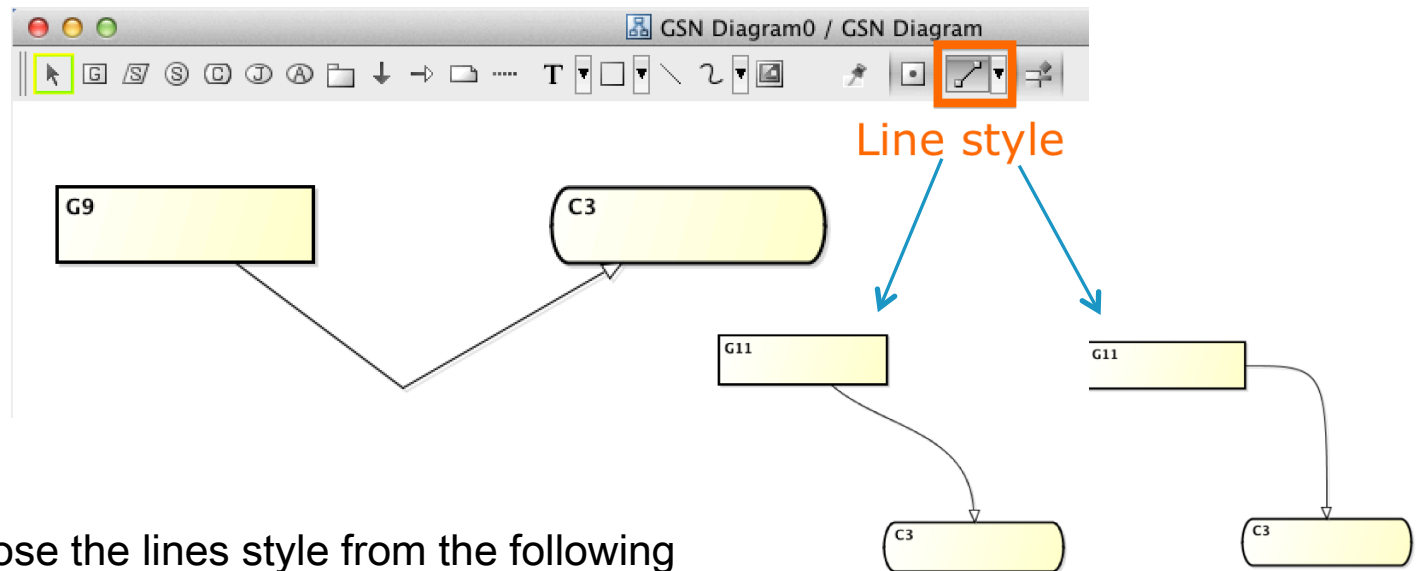 GSN Diagram0 / GSN Diagram
G S S C J A T
Line style
G9
C3
G11
G11
C3
C3
ose the lines style from the following